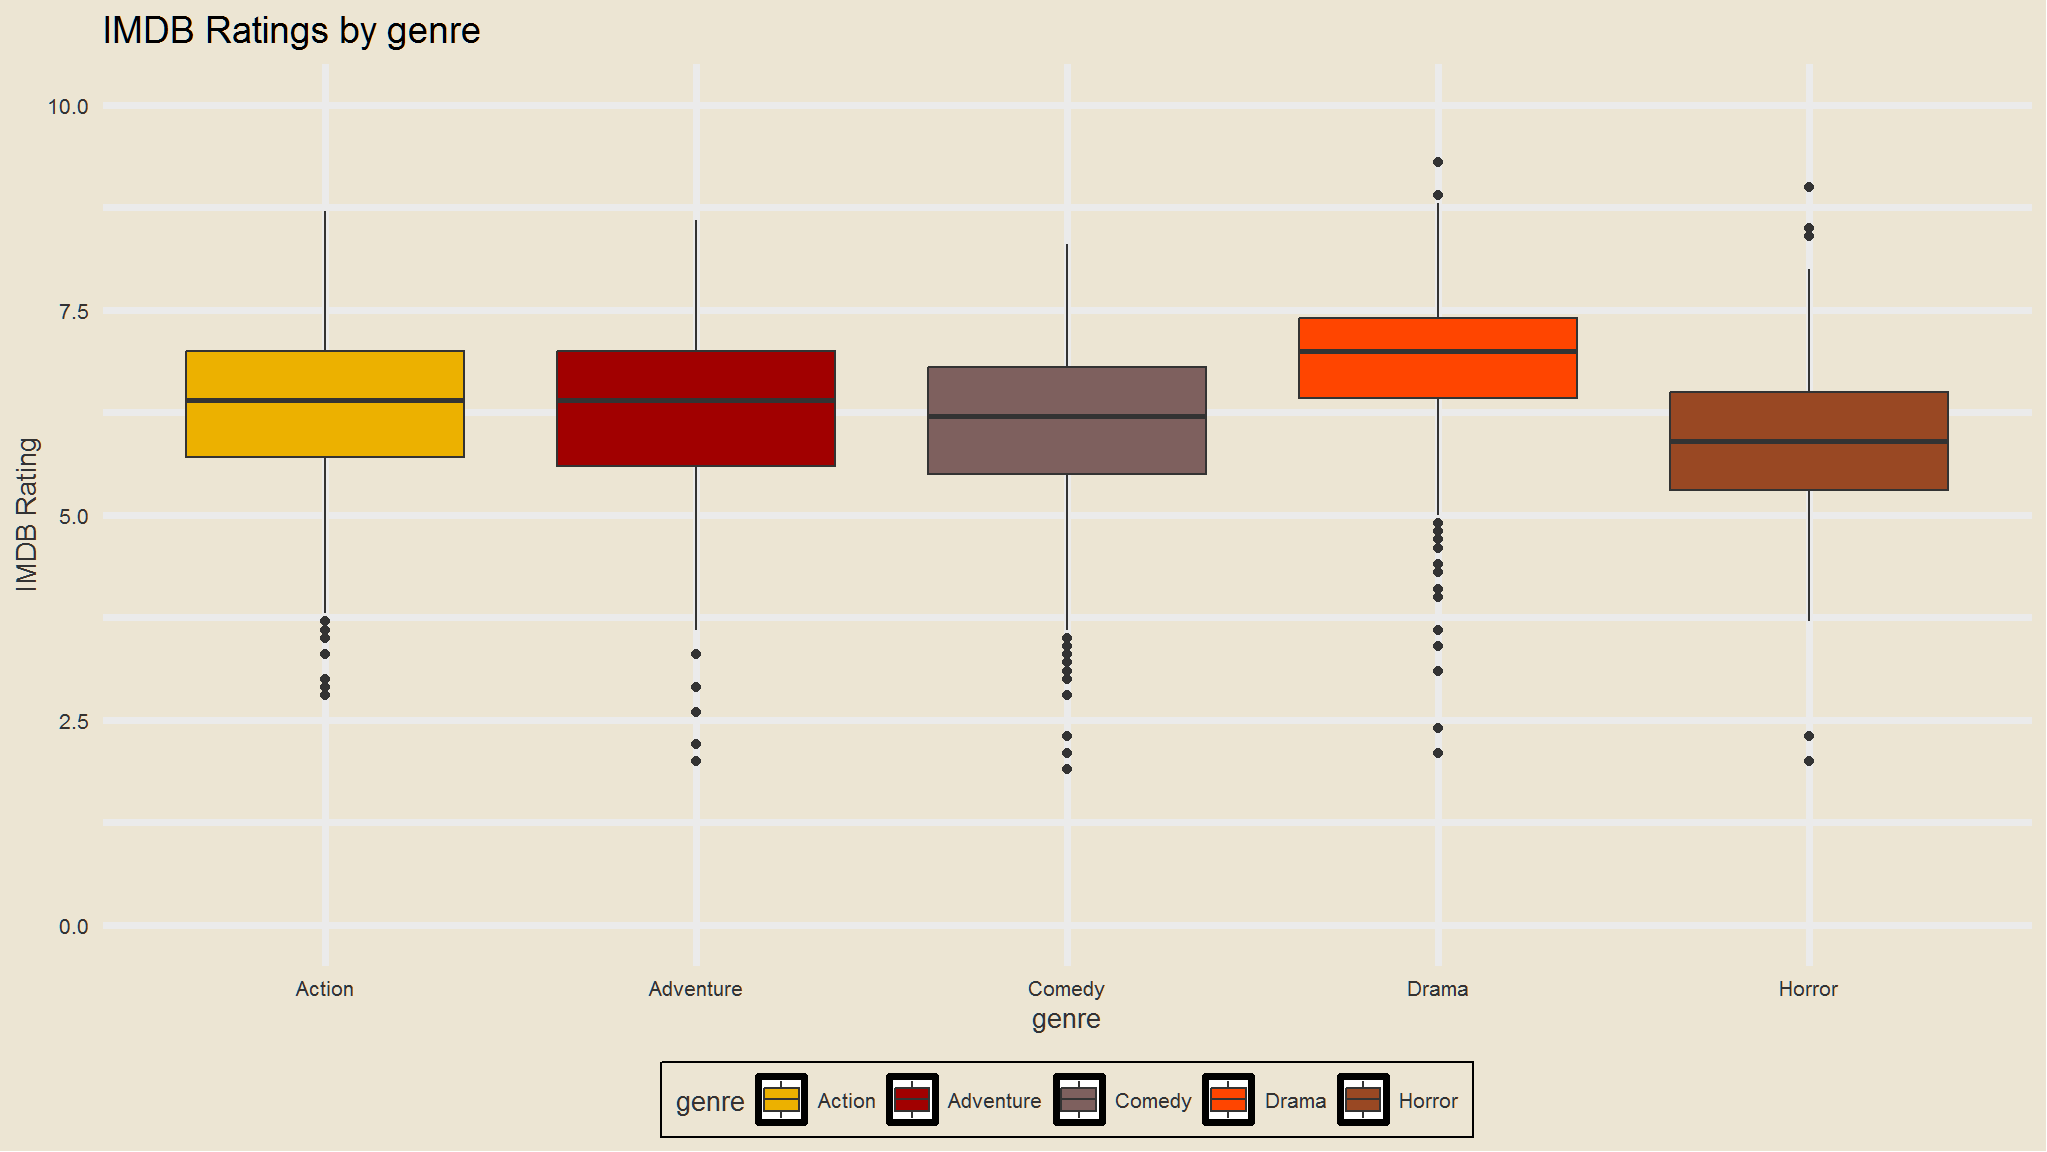 IMDB Ratings by genre
10.0
7.5
5.0
2.5
0.0
IMDB Rating
Action Adventure Comedy Drama Horror
genre
genre Action Adventure Comedy Drama Horror